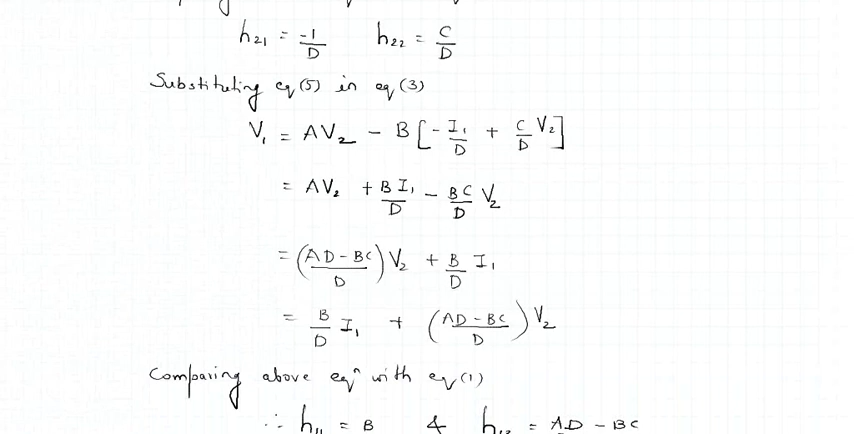 h21 = -1/D h22 = C/D
Substituting eq(5) in eq(3)
V1 = AV2 - B[-I1/D + C/D V2]
= AV2 + B I1/D - BC/D V2
= (AD-BC/D) V2 + B/D I1
= B/D I1 + (AD-BC/D) V2
Comparing above eqn with eq(1)
∴ h11 = B & h12 = AD - BC